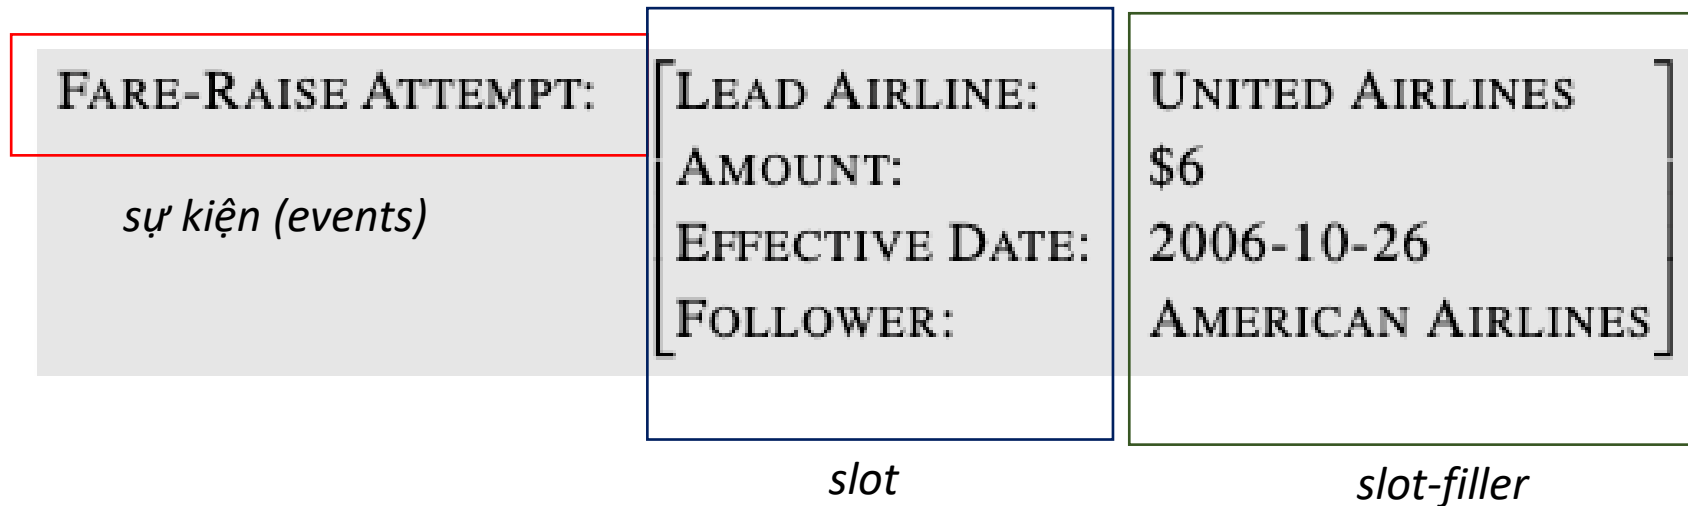 FARE-RAISE ATTEMPT: LEAD AIRLINE: UNITED AIRLINES
AMOUNT: $6
sự kiện (events)
EFFECTIVE DATE: 2006-10-26
FOLLOWER: AMERICAN AIRLINES
slot
slot-filler